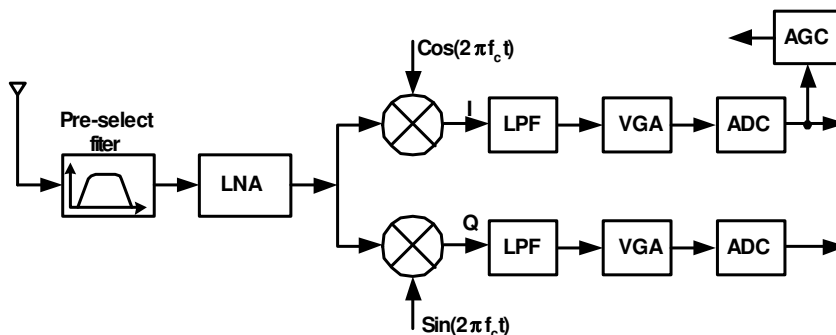 Cos(2πf_ct)
AGC
Pre-select
fiter
I
LPF
VGA
ADC
LNA
Q
LPF
VGA
ADC
Sin(2πf_ct)